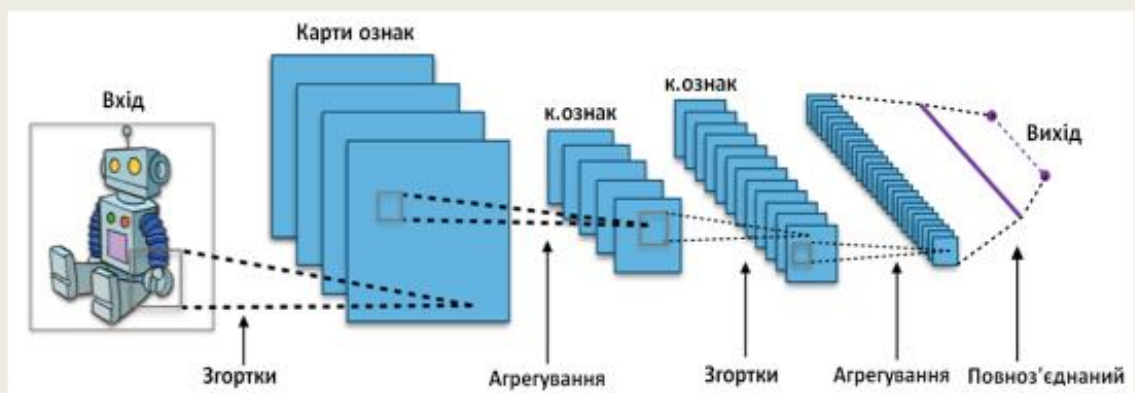 Карти ознак
Вхід
к.ознак
к.ознак
Вихід
Згортки
Агрегування
Згортки
Агрегування
Повноз’єднаний